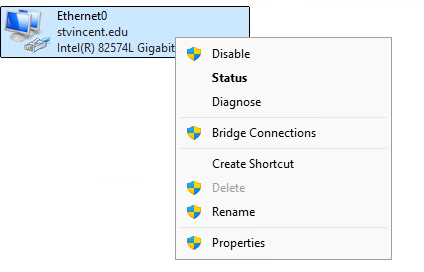 Ethernet0
stvincent.edu
Intel(R) 82574L Gigabit
Disable
Status
Diagnose
Bridge Connections
Create Shortcut
Delete
Rename
Properties